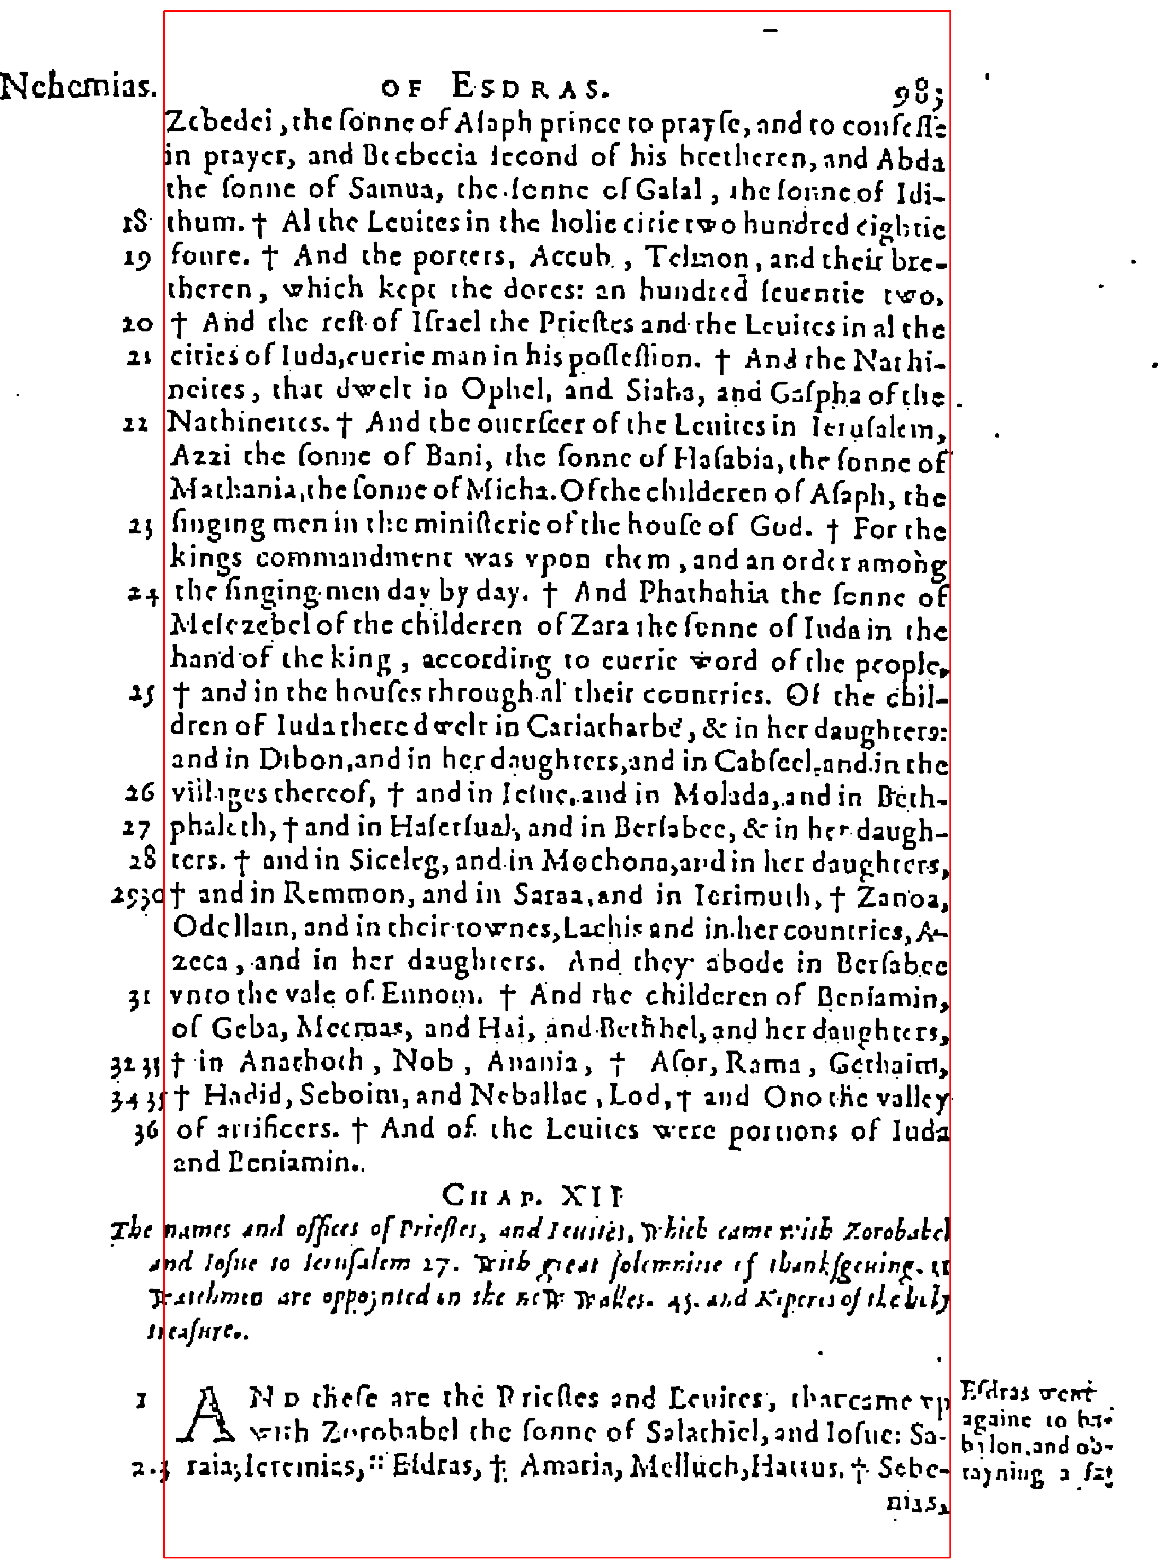 Nehemias. OF ESDRAS. 983
Zebedei, the ſonne of Aſaph prince to prayſe, and to confeſſe
in prayer, and Becbecia ſecond of his bretheren, and Abda
the ſonne of Samua, the ſonne of Galal, the ſonne of Idi-
18 thum. † Al the Leuites in the holie citie two hundred eightie
19 foure. † And the porters, Accub, Telmon, and their bre-
theren, which kept the dores: an hundred ſeuentie two.
20 † And the reſt of Iſrael the Prieſtes and the Leuites in al the
21 cities of Iuda, euerie man in his poſſeſſion. † And the Nathi-
neites, that dwelt in Ophel, and Siaha, and Gaſpha of the
22 Nathineites. † And the ouerſeer of the Leuites in Ieruſalem,
Azzi the ſonne of Bani, the ſonne of Haſabia, the ſonne of
Mathania, the ſonne of Micha. Of the childeren of Aſaph, the
23 ſinging men in the miniſterie of the houſe of God. † For the
kings commandment was vpon them, and an order among
24 the ſinging men day by day. † And Phathahia the ſonne of
Meſezebel of the childeren of Zara the ſonne of Iuda in the
hand of the king, according to euerie word of the people,
25 † and in the houſes through al their countries. Of the chil-
dren of Iuda there dwelt in Cariatharbe, & in her daughters:
and in Dibon, and in her daughters, and in Cabſeel, and in the
26 villages thereof, † and in Ieſue, and in Molada, and in Beth-
27 phaleth, † and in Haſerſual, and in Berſabee, & in her daugh-
28 ters. † and in Siceleg, and in Mochona, and in her daughters,
29 30 † and in Remmon, and in Saraa, and in Ierimuth, † Zanoa,
Odollam, and in their townes, Lachis and in her countries, A-
zeca, and in her daughters. And they abode in Berſabee
31 vnto the vale of Ennom. † And the childeren of Beniamin,
of Geba, Mecmas, and Hai, and Bethhel, and her daughters,
32 33 † in Anathoth, Nob, Anania, † Aſor, Rama, Gethaim,
34 35 † Hadid, Seboim, and Neballac, Lod, † and Ono the valley
36 of artificers. † And of the Leuites were portions of Iuda
and Beniamin.
CHAP. XII
The names and offices of Prieſtes, and Leuites, which came with Zorobabel
and Ioſue to Ieruſalem 27. With great ſolemnitie of thankſgeuing.
watchmen are oppoynted in the new walles. 43. and Kepers of the holy
treaſure.
1 AND theſe are the Prieſtes and Leuites, that came vp
with Zorobabel the ſonne of Salathiel, and Ioſue: Sa-
2.3 raia, Ieremias, :: Eſdras, † Amaria, Melluch, Hattus, † Sebe-
nias,
Eſdras went
againe to ba-
bilon, and ob-
tayning a